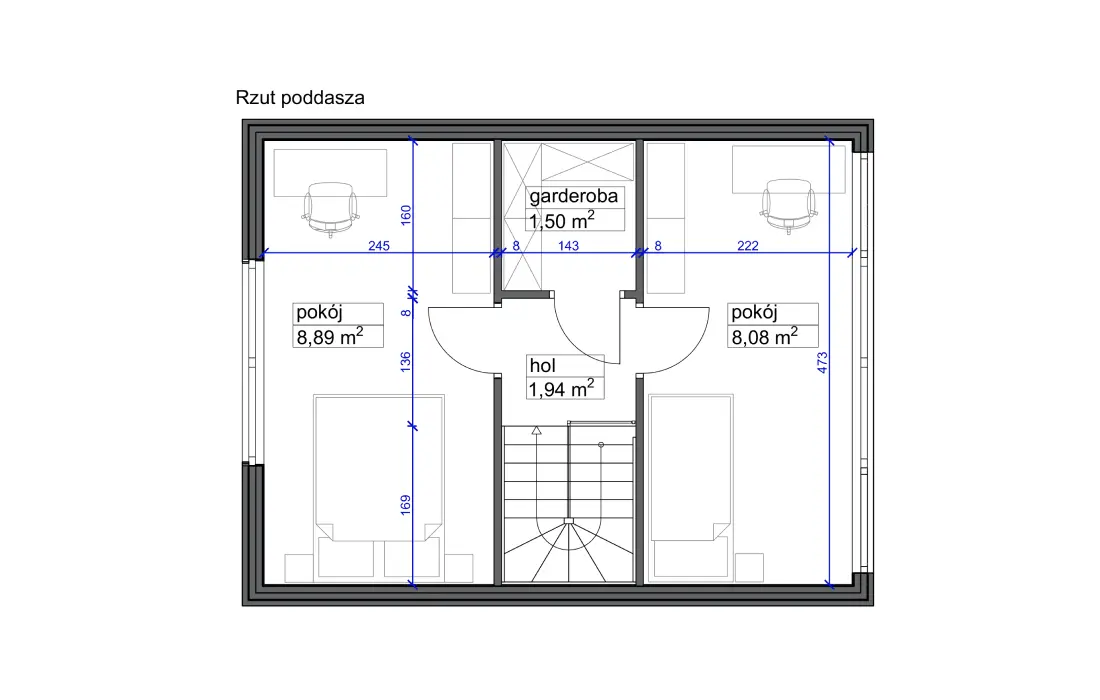 Rzut poddasza
garderoba
1,50 m²
160
245
8
143
8
222
pokój
8,89 m²
8
pokój
8,08 m²
136
hol
1,94 m²
473
169